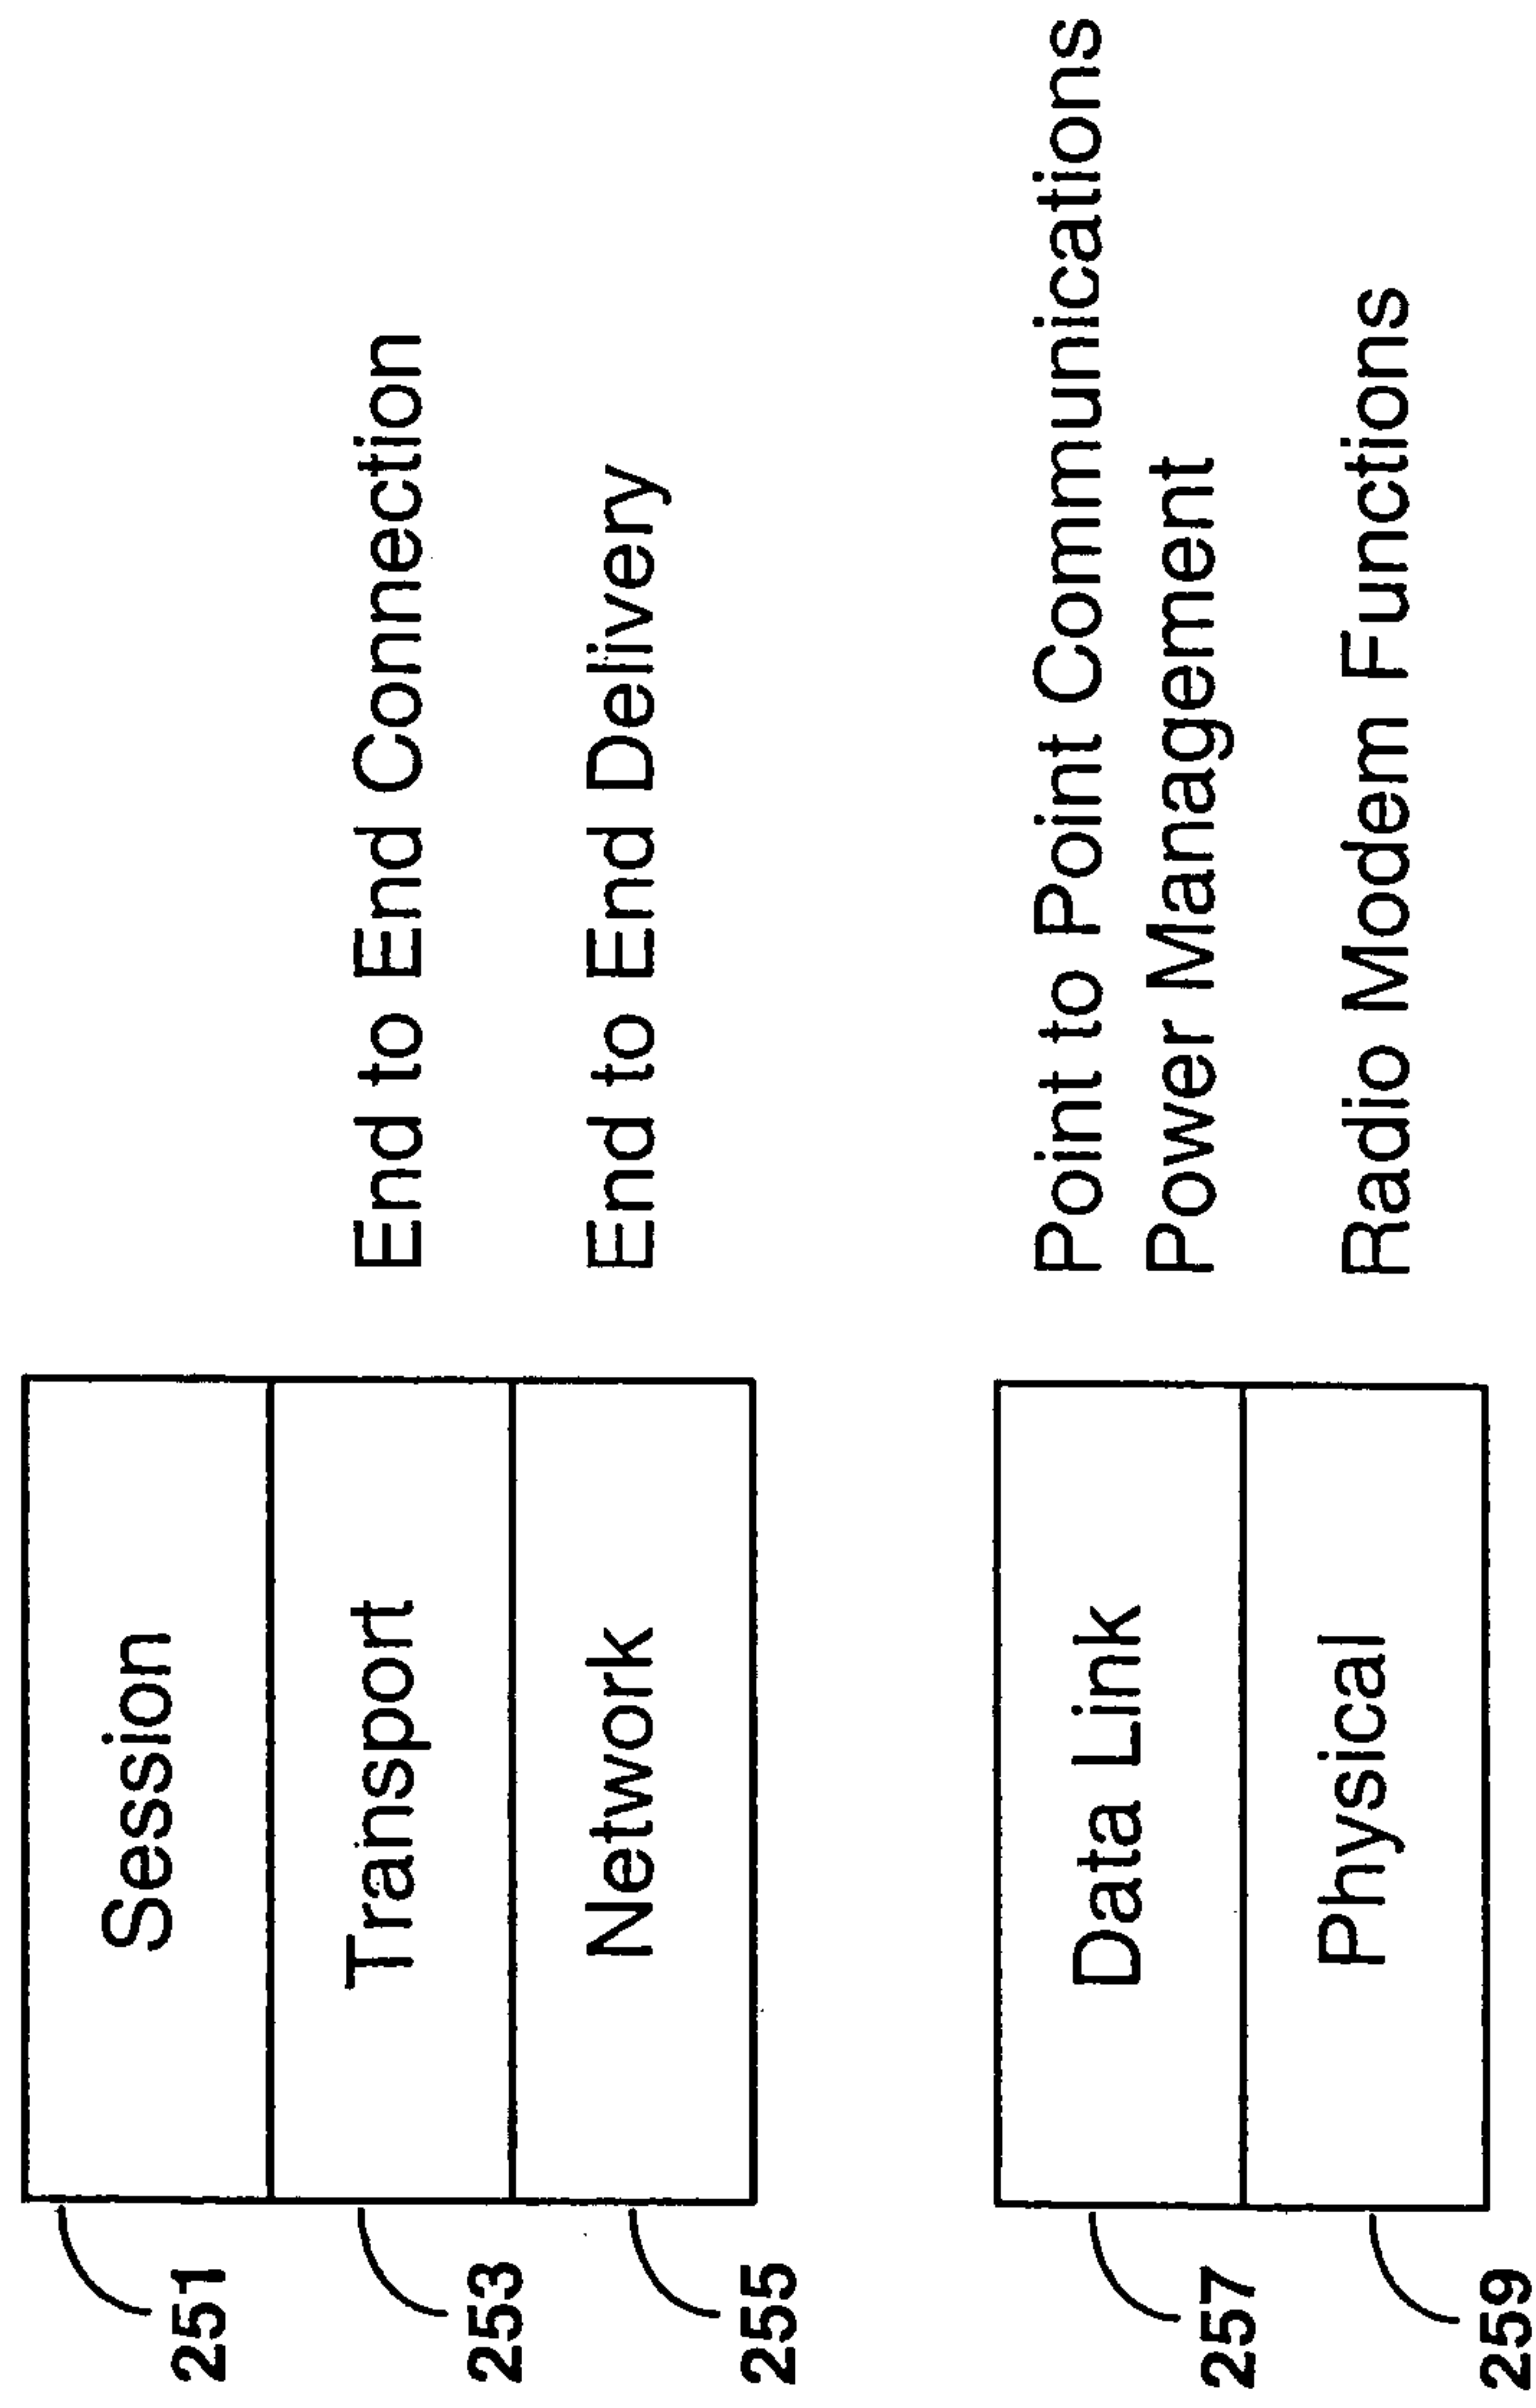 251
Session
253
Transport
End to End Connection
255
Network
End to End Delivery
257
Data Link
Point to Point Communications
Power Management
259
Physical
Radio Modem Functions